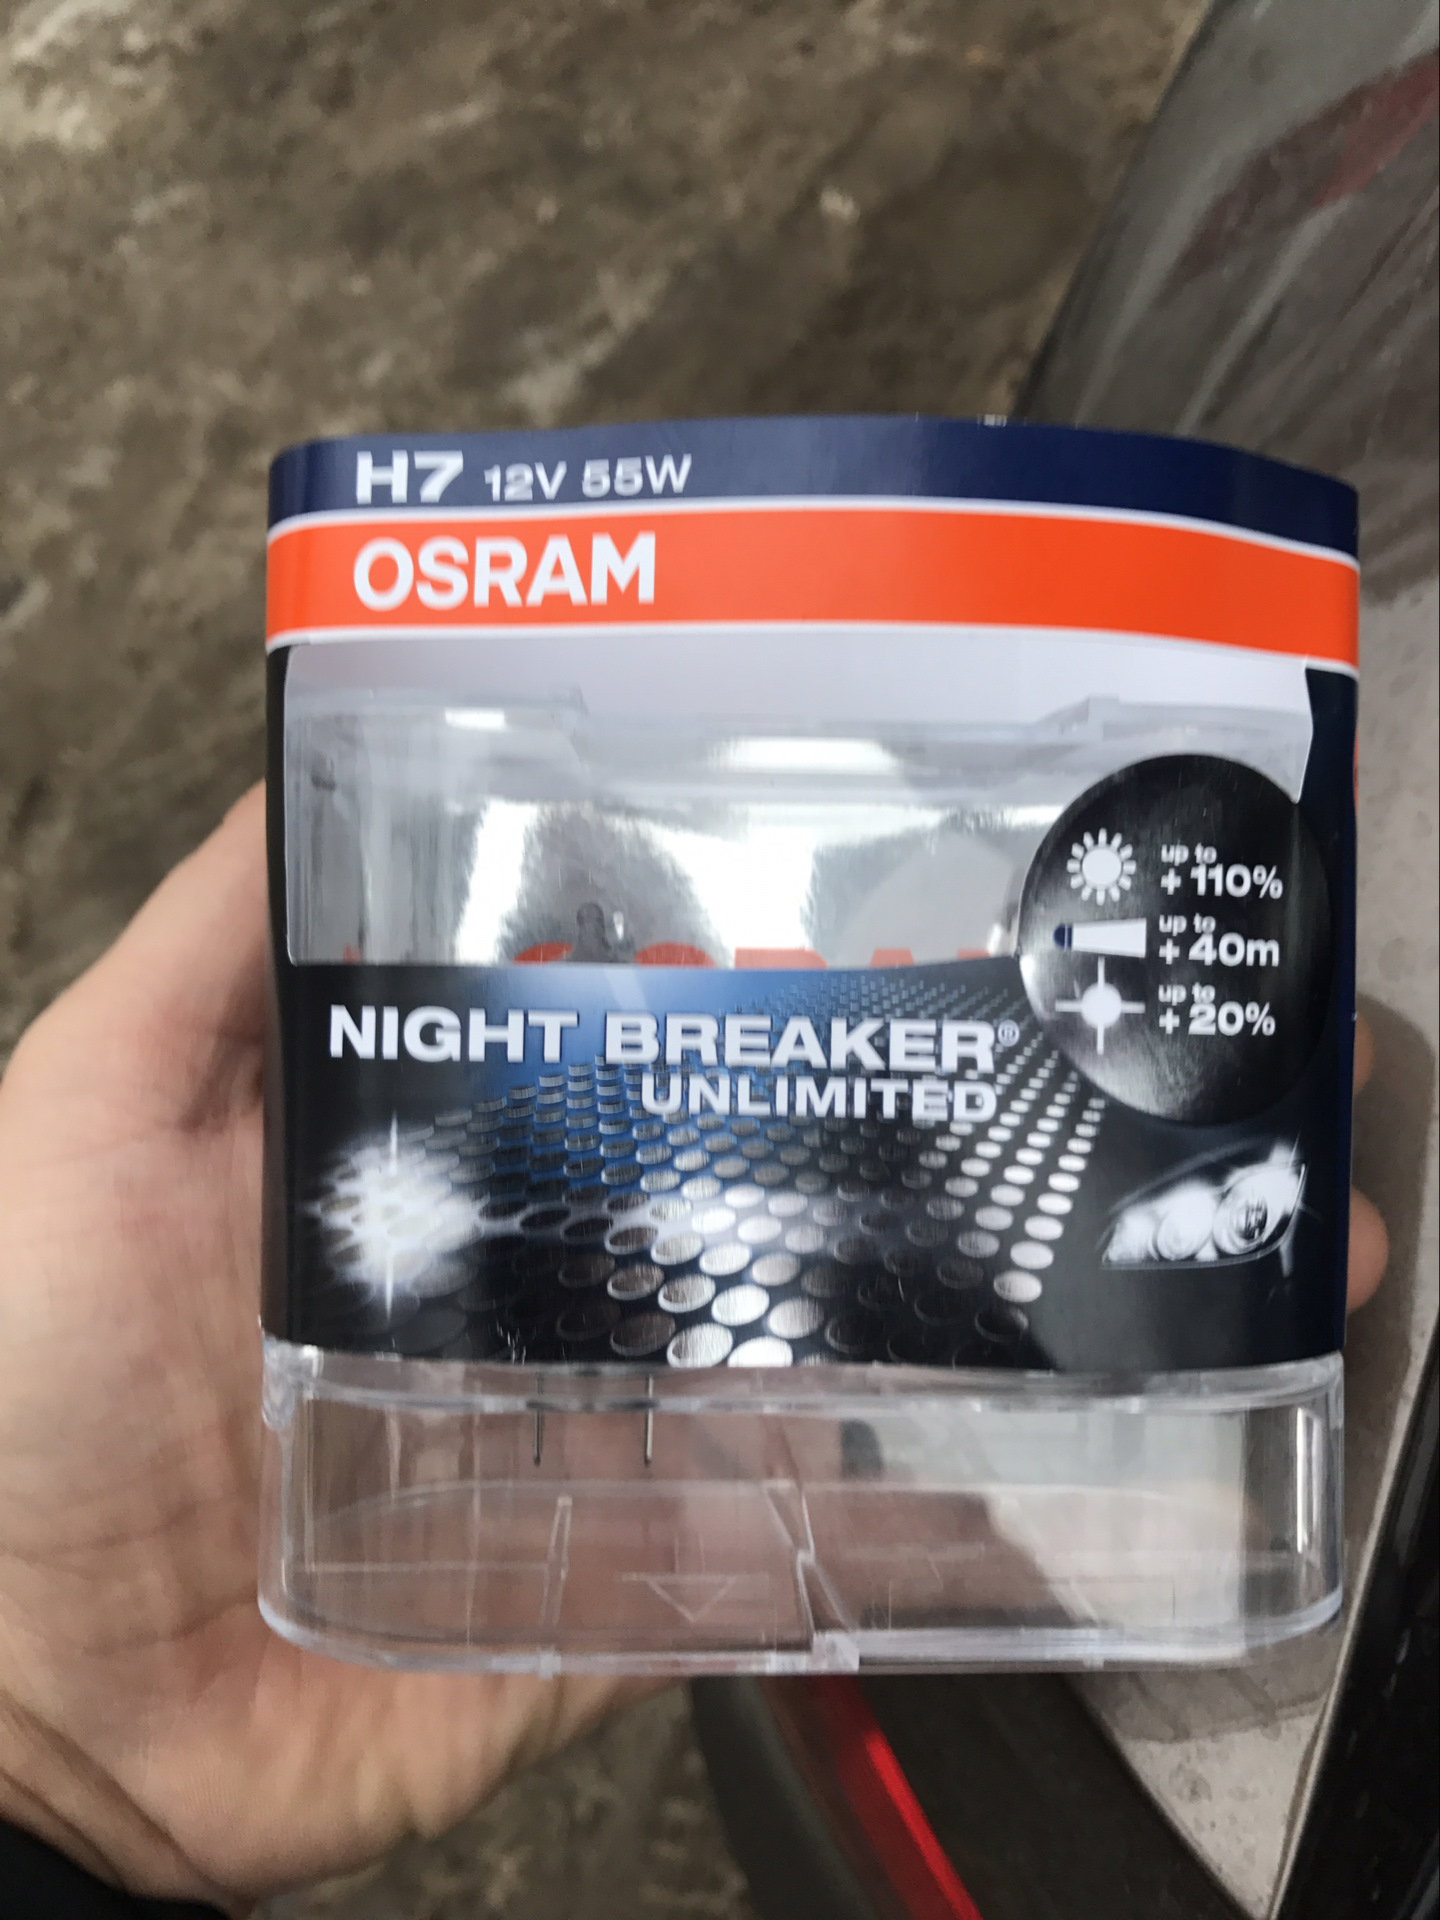 H7 12V 55W
OSRAM
up to
+ 110%
up to
+ 40m
up to
+ 20%
NIGHT BREAKER®
UNLIMITED